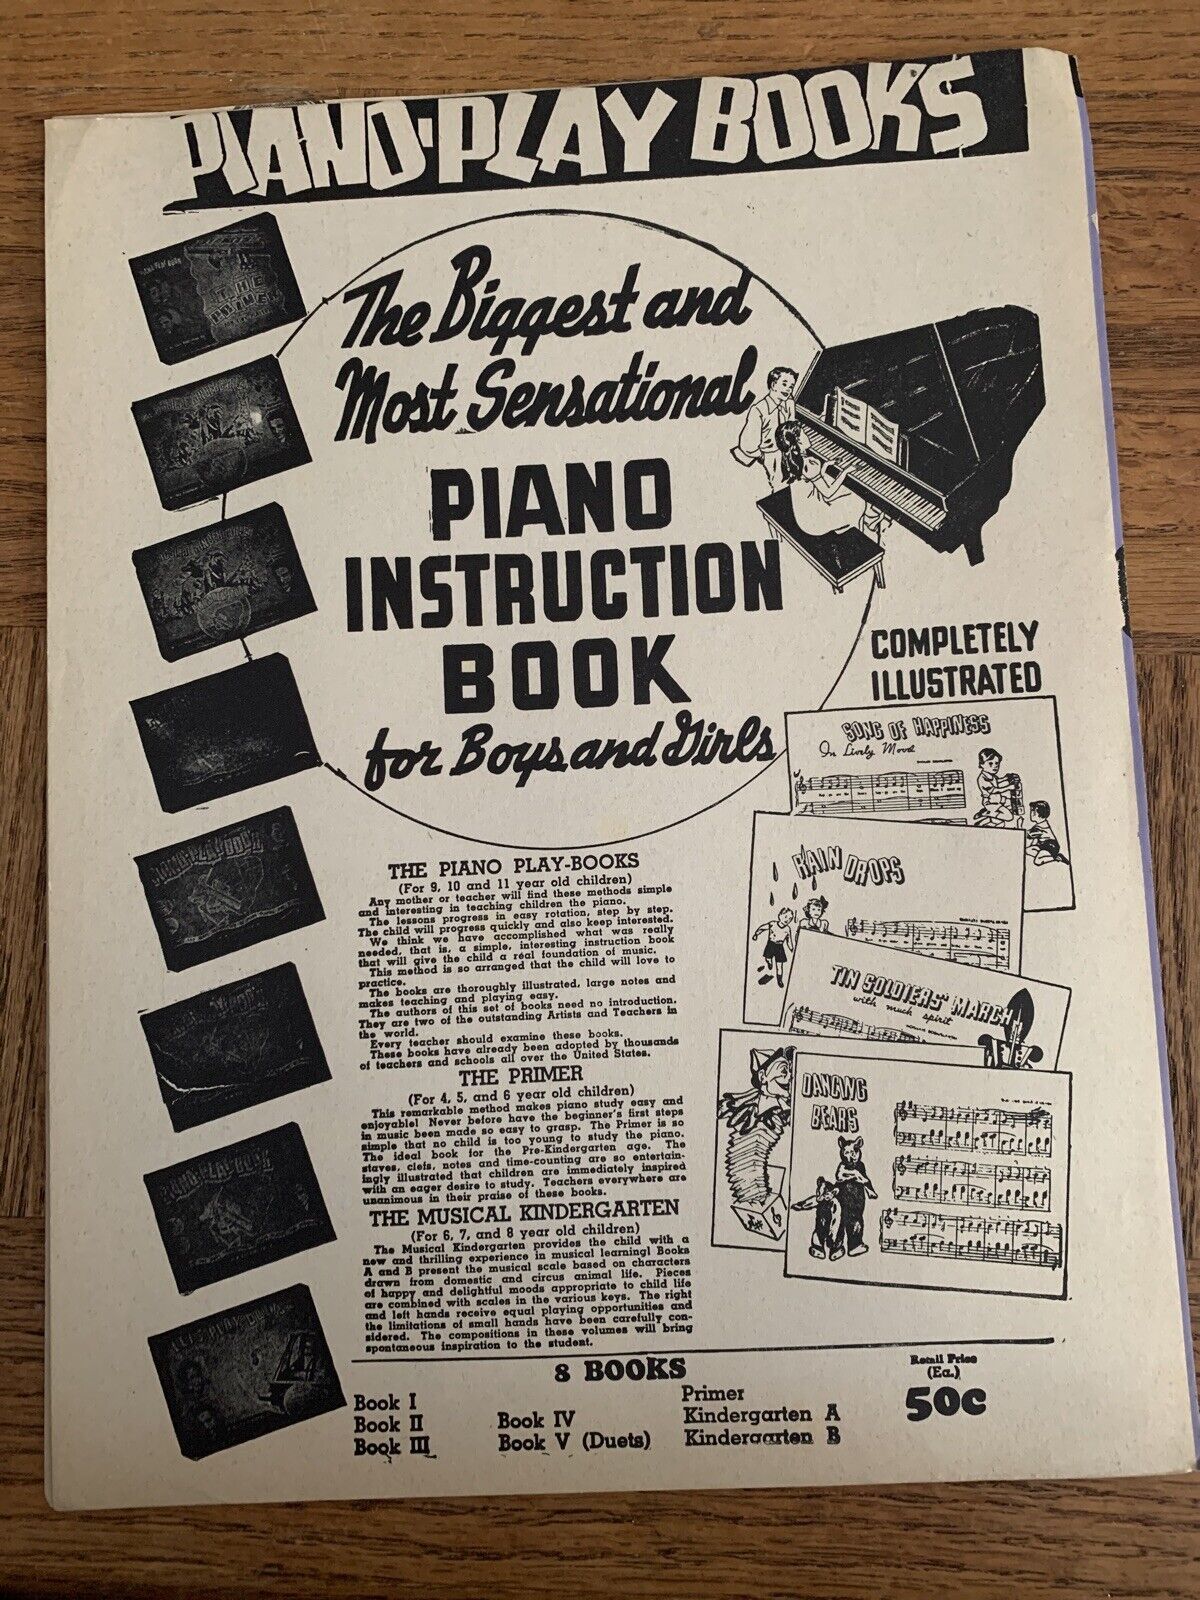 PIANO-PLAY BOOKS
The Biggest and
Most Sensational
PIANO
INSTRUCTION
BOOK
for Boys and Girls
COMPLETELY
ILLUSTRATED
SONG OF HAPPINESS
In Lively Mood
RAIN DROPS
TIN SOLDIERS' MARCH
with much spirit
DANCING
BEARS
THE PIANO PLAY-BOOKS
(For 9, 10 and 11 year old children)
Any mother or teacher will find these methods simple
and interesting in teaching children the piano.
The lessons progress in easy rotation, step by step.
The child will progress quickly and also keep interested.
We think we have accomplished what was really
needed, that is, a simple, interesting instruction book
that will give the child a real foundation of music.
This method is so arranged that the child will love to
practice.
The books are thoroughly illustrated, large notes and
makes teaching and playing easy.
The authors of this set of books need no introduction.
They are two of the outstanding Artists and Teachers in
the world.
Every teacher should examine these books.
These books have already been adopted by thousands
of teachers and schools all over the United States.
THE PRIMER
(For 4, 5, and 6 year old children)
This remarkable method makes piano study easy and
enjoyable! Never before have the beginner's first steps
in music been made so easy to grasp. The Primer is so
simple that no child is too young to study the piano.
The ideal book for the Pre-Kindergarten age. The
staves, clefs, notes and time-counting are so entertain-
ingly illustrated that children are immediately inspired
with an eager desire to study. Teachers everywhere are
unanimous in their praise of these books.
THE MUSICAL KINDERGARTEN
(For 6, 7, and 8 year old children)
The Musical Kindergarten provides the child with a
new and thrilling experience in musical learning! Books
A and B present the musical scale based on characters
drawn from domestic and circus animal life. Pieces
of happy and delightful moods appropriate to child life
are combined with scales in the various keys. The right
and left hands receive equal playing opportunities and
the limitations of small hands have been carefully con-
sidered. The compositions in these volumes will bring
spontaneous inspiration to the student.
8 BOOKS
Book I
Book II
Book III
Book IV
Book V (Duets)
Primer
Kindergarten A
Kindergarten B
Retail Price
(Ea.)
50c